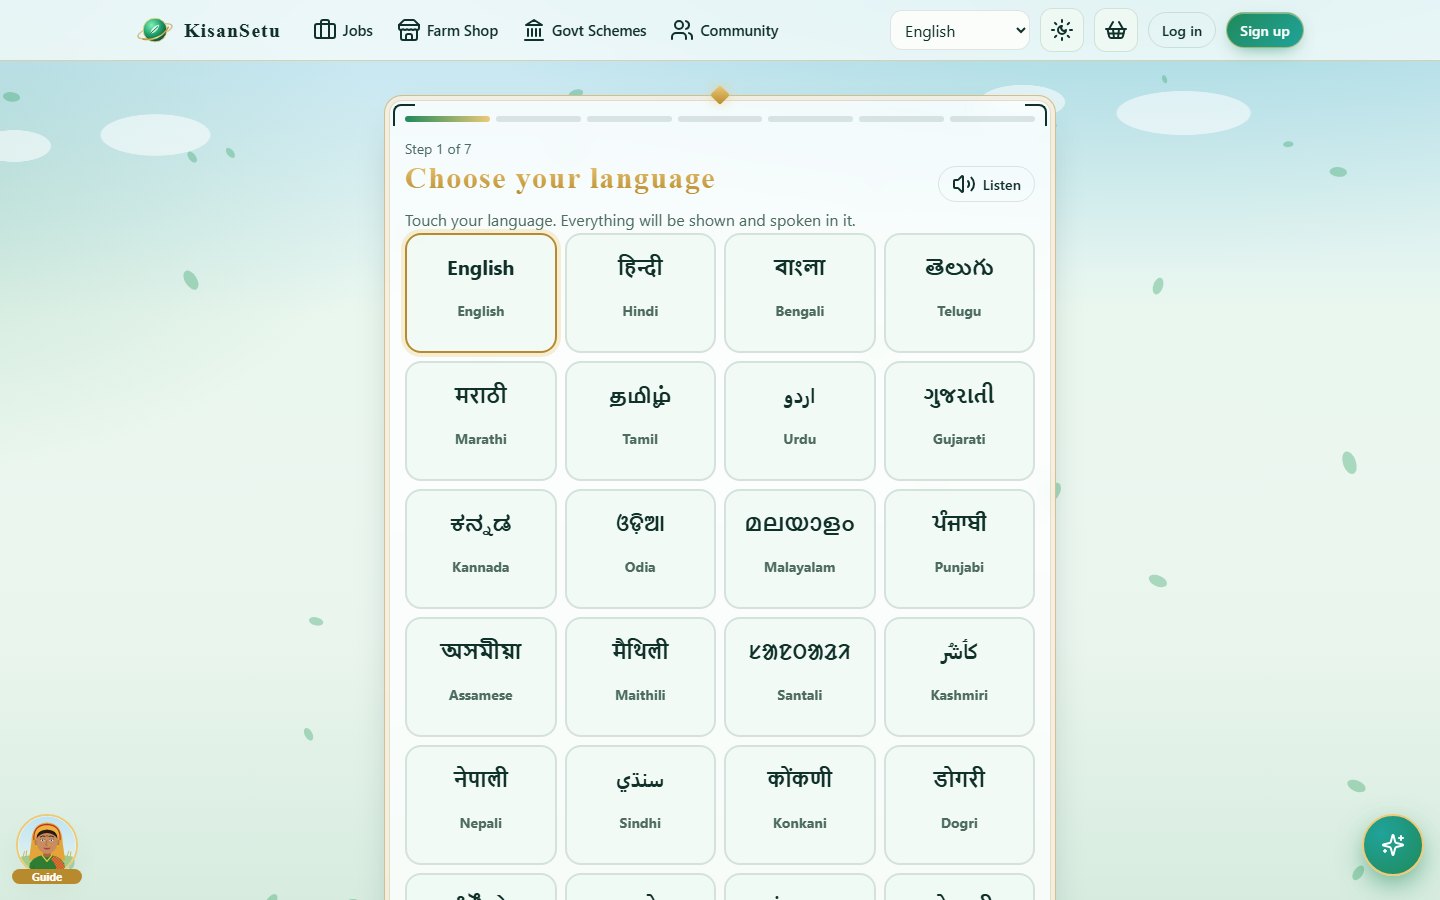 KisanSetu
Jobs
Farm Shop
Govt Schemes
Community
English
Log in
Sign up
Step 1 of 7
Choose your language
Listen
Touch your language. Everything will be shown and spoken in it.
English
English
हिन्दी
Hindi
বাংলা
Bengali
తెలుగు
Telugu
मराठी
Marathi
தமிழ்
Tamil
اردو
Urdu
ગુજરાતી
Gujarati
ಕನ್ನಡ
Kannada
ଓଡ଼ିଆ
Odia
മലയാളം
Malayalam
ਪੰਜਾਬੀ
Punjabi
অসমীয়া
Assamese
मैथिली
Maithili
ᱥᱟᱱᱛᱟᱲᱤ
Santali
كأشُر
Kashmiri
नेपाली
Nepali
سنڌي
Sindhi
कोंकणी
Konkani
डोगरी
Dogri
Guide